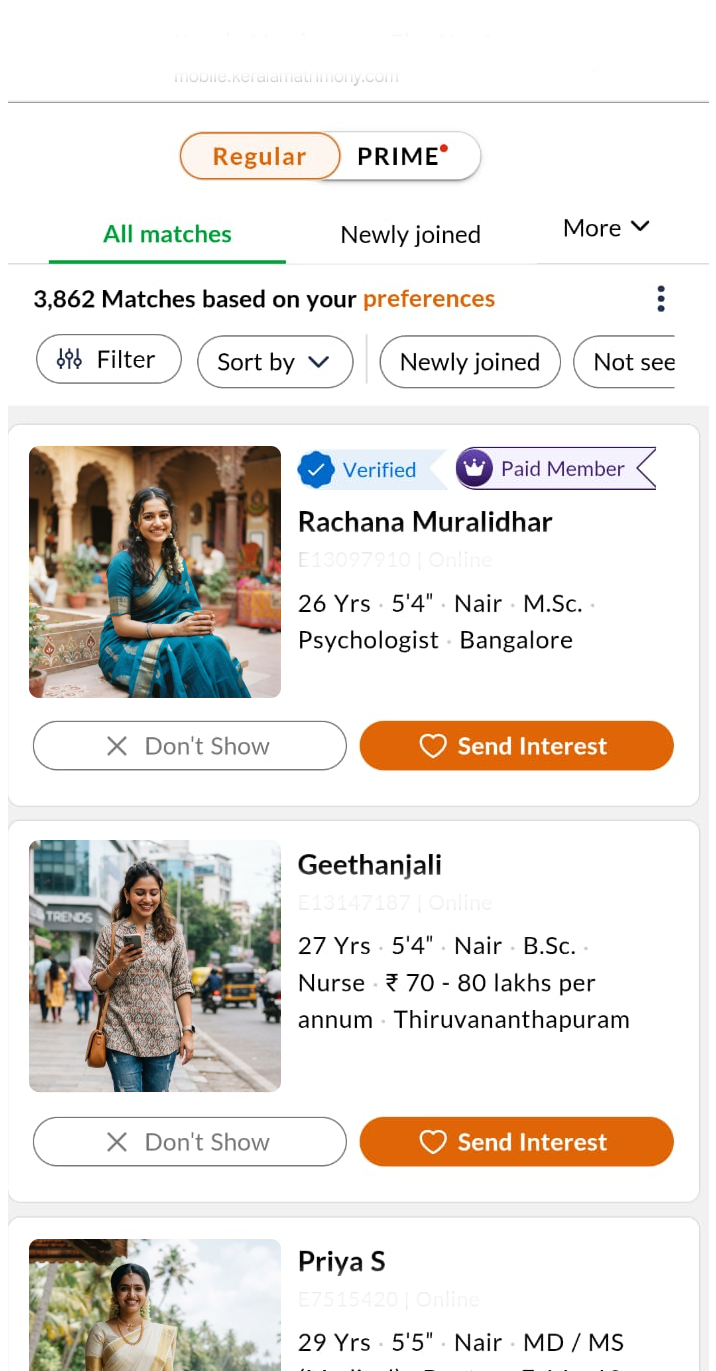 mobile.keralamatrimony.com
Regular PRIME
All matches Newly joined More
3,862 Matches based on your preferences
Filter Sort by Newly joined Not see
Verified Paid Member
Rachana Muralidhar
E13097910 | Online
26 Yrs · 5'4" · Nair · M.Sc. ·
Psychologist · Bangalore
Don't Show Send Interest
TRENDS
Geethanjali
E13147187 | Online
27 Yrs · 5'4" · Nair · B.Sc. ·
Nurse · ₹ 70 - 80 lakhs per
annum · Thiruvananthapuram
Don't Show Send Interest
Priya S
E7515420 | Online
29 Yrs · 5'5" · Nair · MD / MS